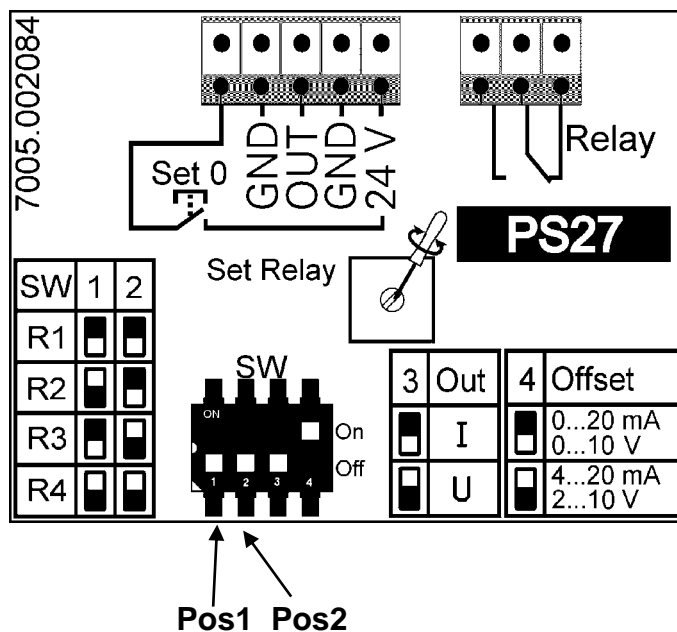 7005.002084
Set 0
GND
OUT
GND
24 V
Relay
PS27
Set Relay
SW 1 2
R1
R2
R3
R4
SW
ON
On
Off
1 2 3 4
3 Out
I
U
4 Offset
0...20 mA
0...10 V
4...20 mA
2...10 V
Pos1 Pos2